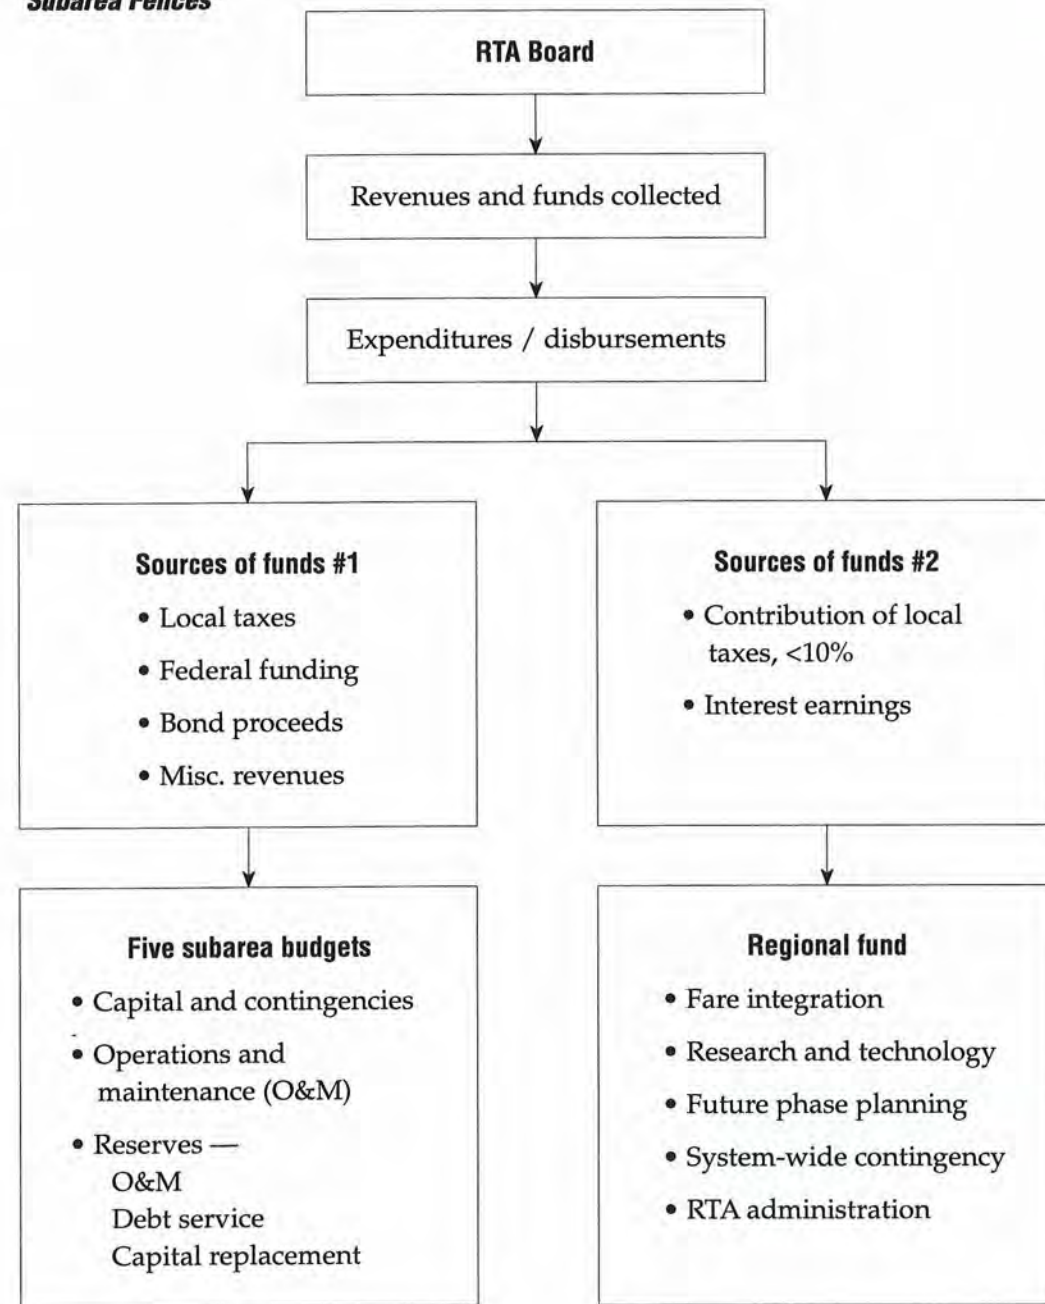 Subarea Fences
RTA Board
Revenues and funds collected
Expenditures / disbursements
Sources of funds #1
• Local taxes
• Federal funding
• Bond proceeds
• Misc. revenues
Sources of funds #2
• Contribution of local
taxes, <10%
• Interest earnings
Five subarea budgets
• Capital and contingencies
• Operations and
maintenance (O&M)
• Reserves —
O&M
Debt service
Capital replacement
Regional fund
• Fare integration
• Research and technology
• Future phase planning
• System-wide contingency
• RTA administration